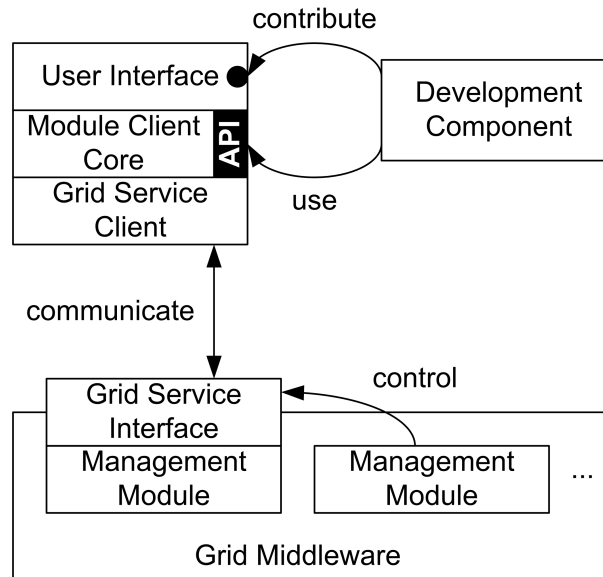 contribute
User Interface
Development
Component
Module Client
Core
API
Grid Service
Client
use
communicate
control
Grid Service
Interface
Management
Module
Management
Module
...
Grid Middleware